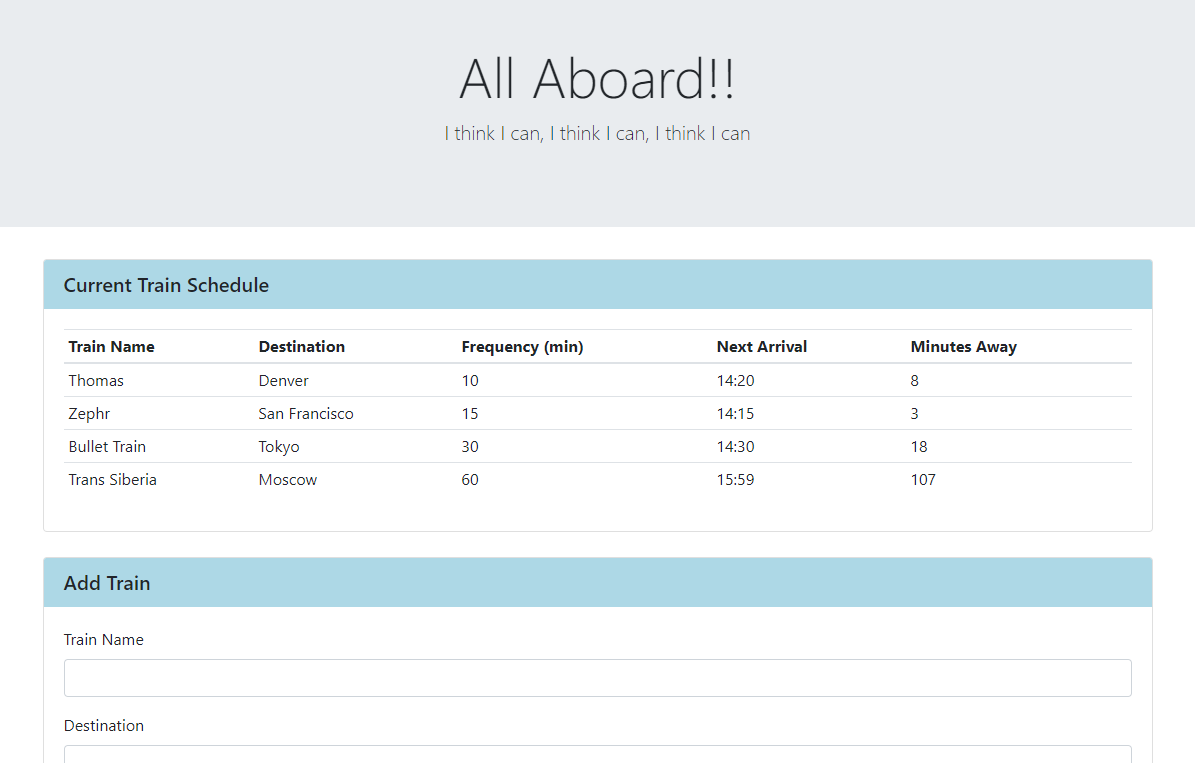 All Aboard!!
I think I can, I think I can, I think I can
Current Train Schedule
Train Name Destination Frequency (min) Next Arrival Minutes Away
Thomas Denver 10 14:20 8
Zephr San Francisco 15 14:15 3
Bullet Train Tokyo 30 14:30 18
Trans Siberia Moscow 60 15:59 107
Add Train
Train Name
Destination